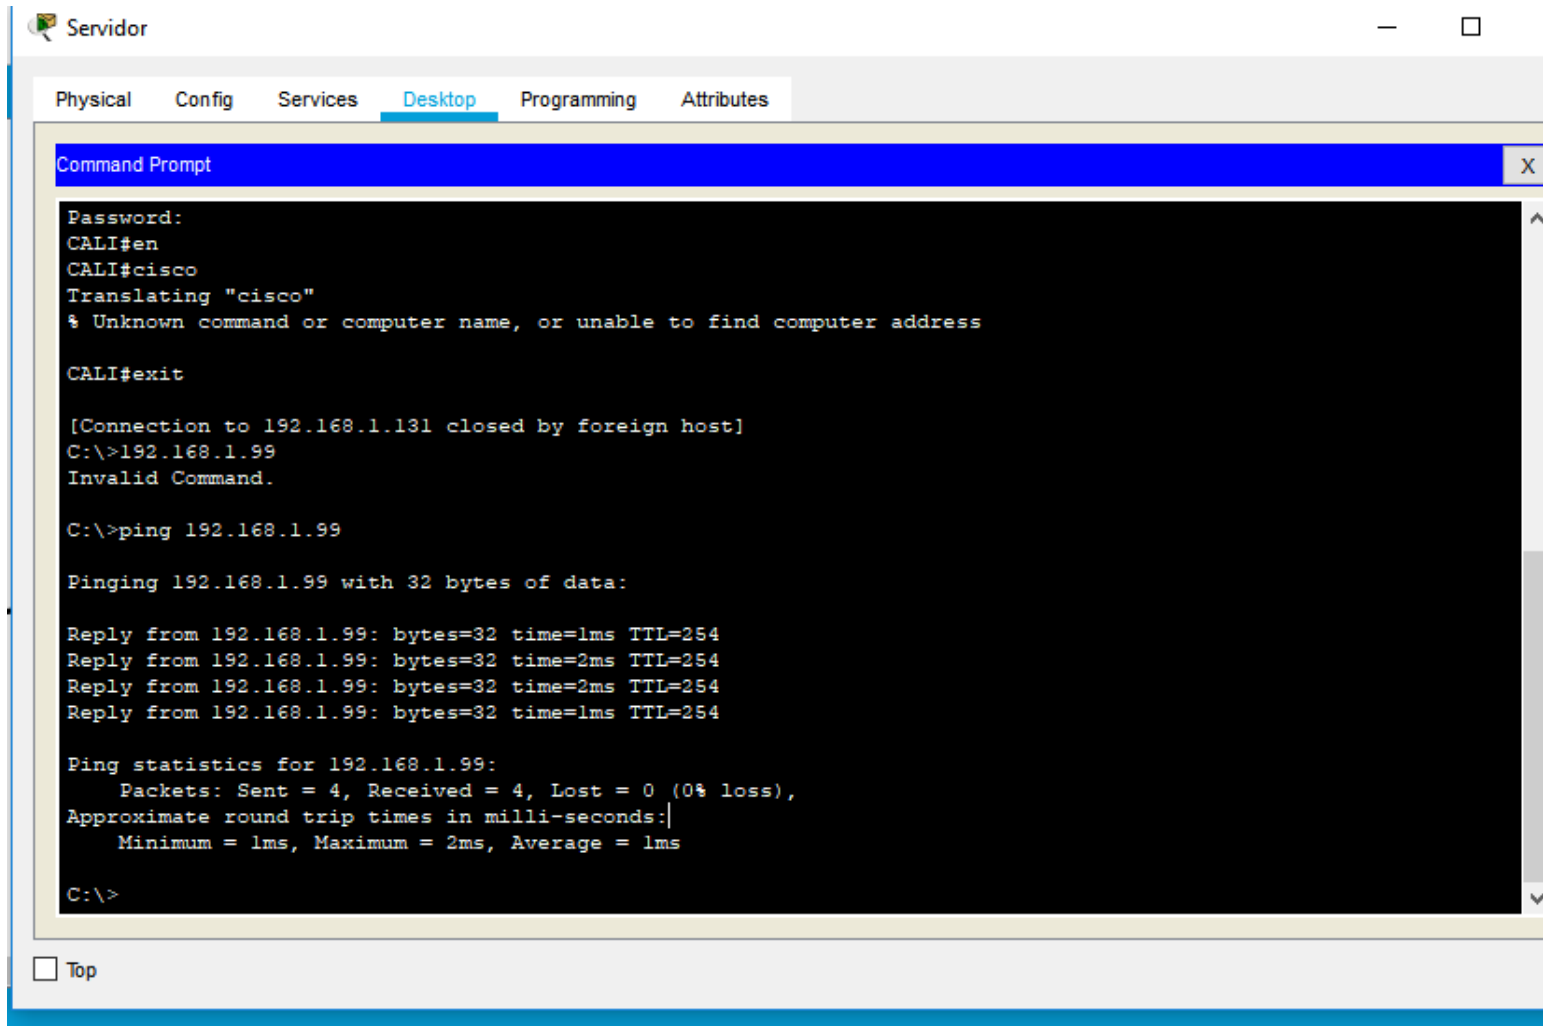 Servidor
Physical Config Services Desktop Programming Attributes
Command Prompt X
Password:
CALI#en
CALI#cisco
Translating "cisco"
% Unknown command or computer name, or unable to find computer address
CALI#exit
[Connection to 192.168.1.131 closed by foreign host]
C:\>192.168.1.99
Invalid Command.
C:\>ping 192.168.1.99
Pinging 192.168.1.99 with 32 bytes of data:
Reply from 192.168.1.99: bytes=32 time=1ms TTL=254
Reply from 192.168.1.99: bytes=32 time=2ms TTL=254
Reply from 192.168.1.99: bytes=32 time=2ms TTL=254
Reply from 192.168.1.99: bytes=32 time=1ms TTL=254
Ping statistics for 192.168.1.99:
Packets: Sent = 4, Received = 4, Lost = 0 (0% loss),
Approximate round trip times in milli-seconds:
Minimum = 1ms, Maximum = 2ms, Average = 1ms
C:\>
Top